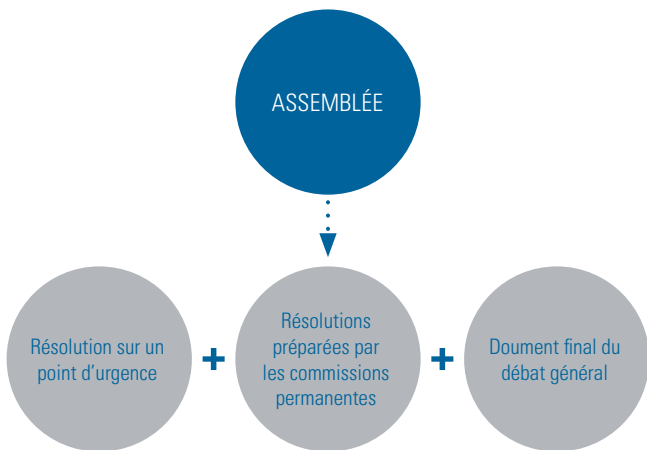 ASSEMBLÉE
Résolution sur un
point d'urgence
+
Résolutions
préparées par
les commissions
permanentes
+
Doument final du
débat général